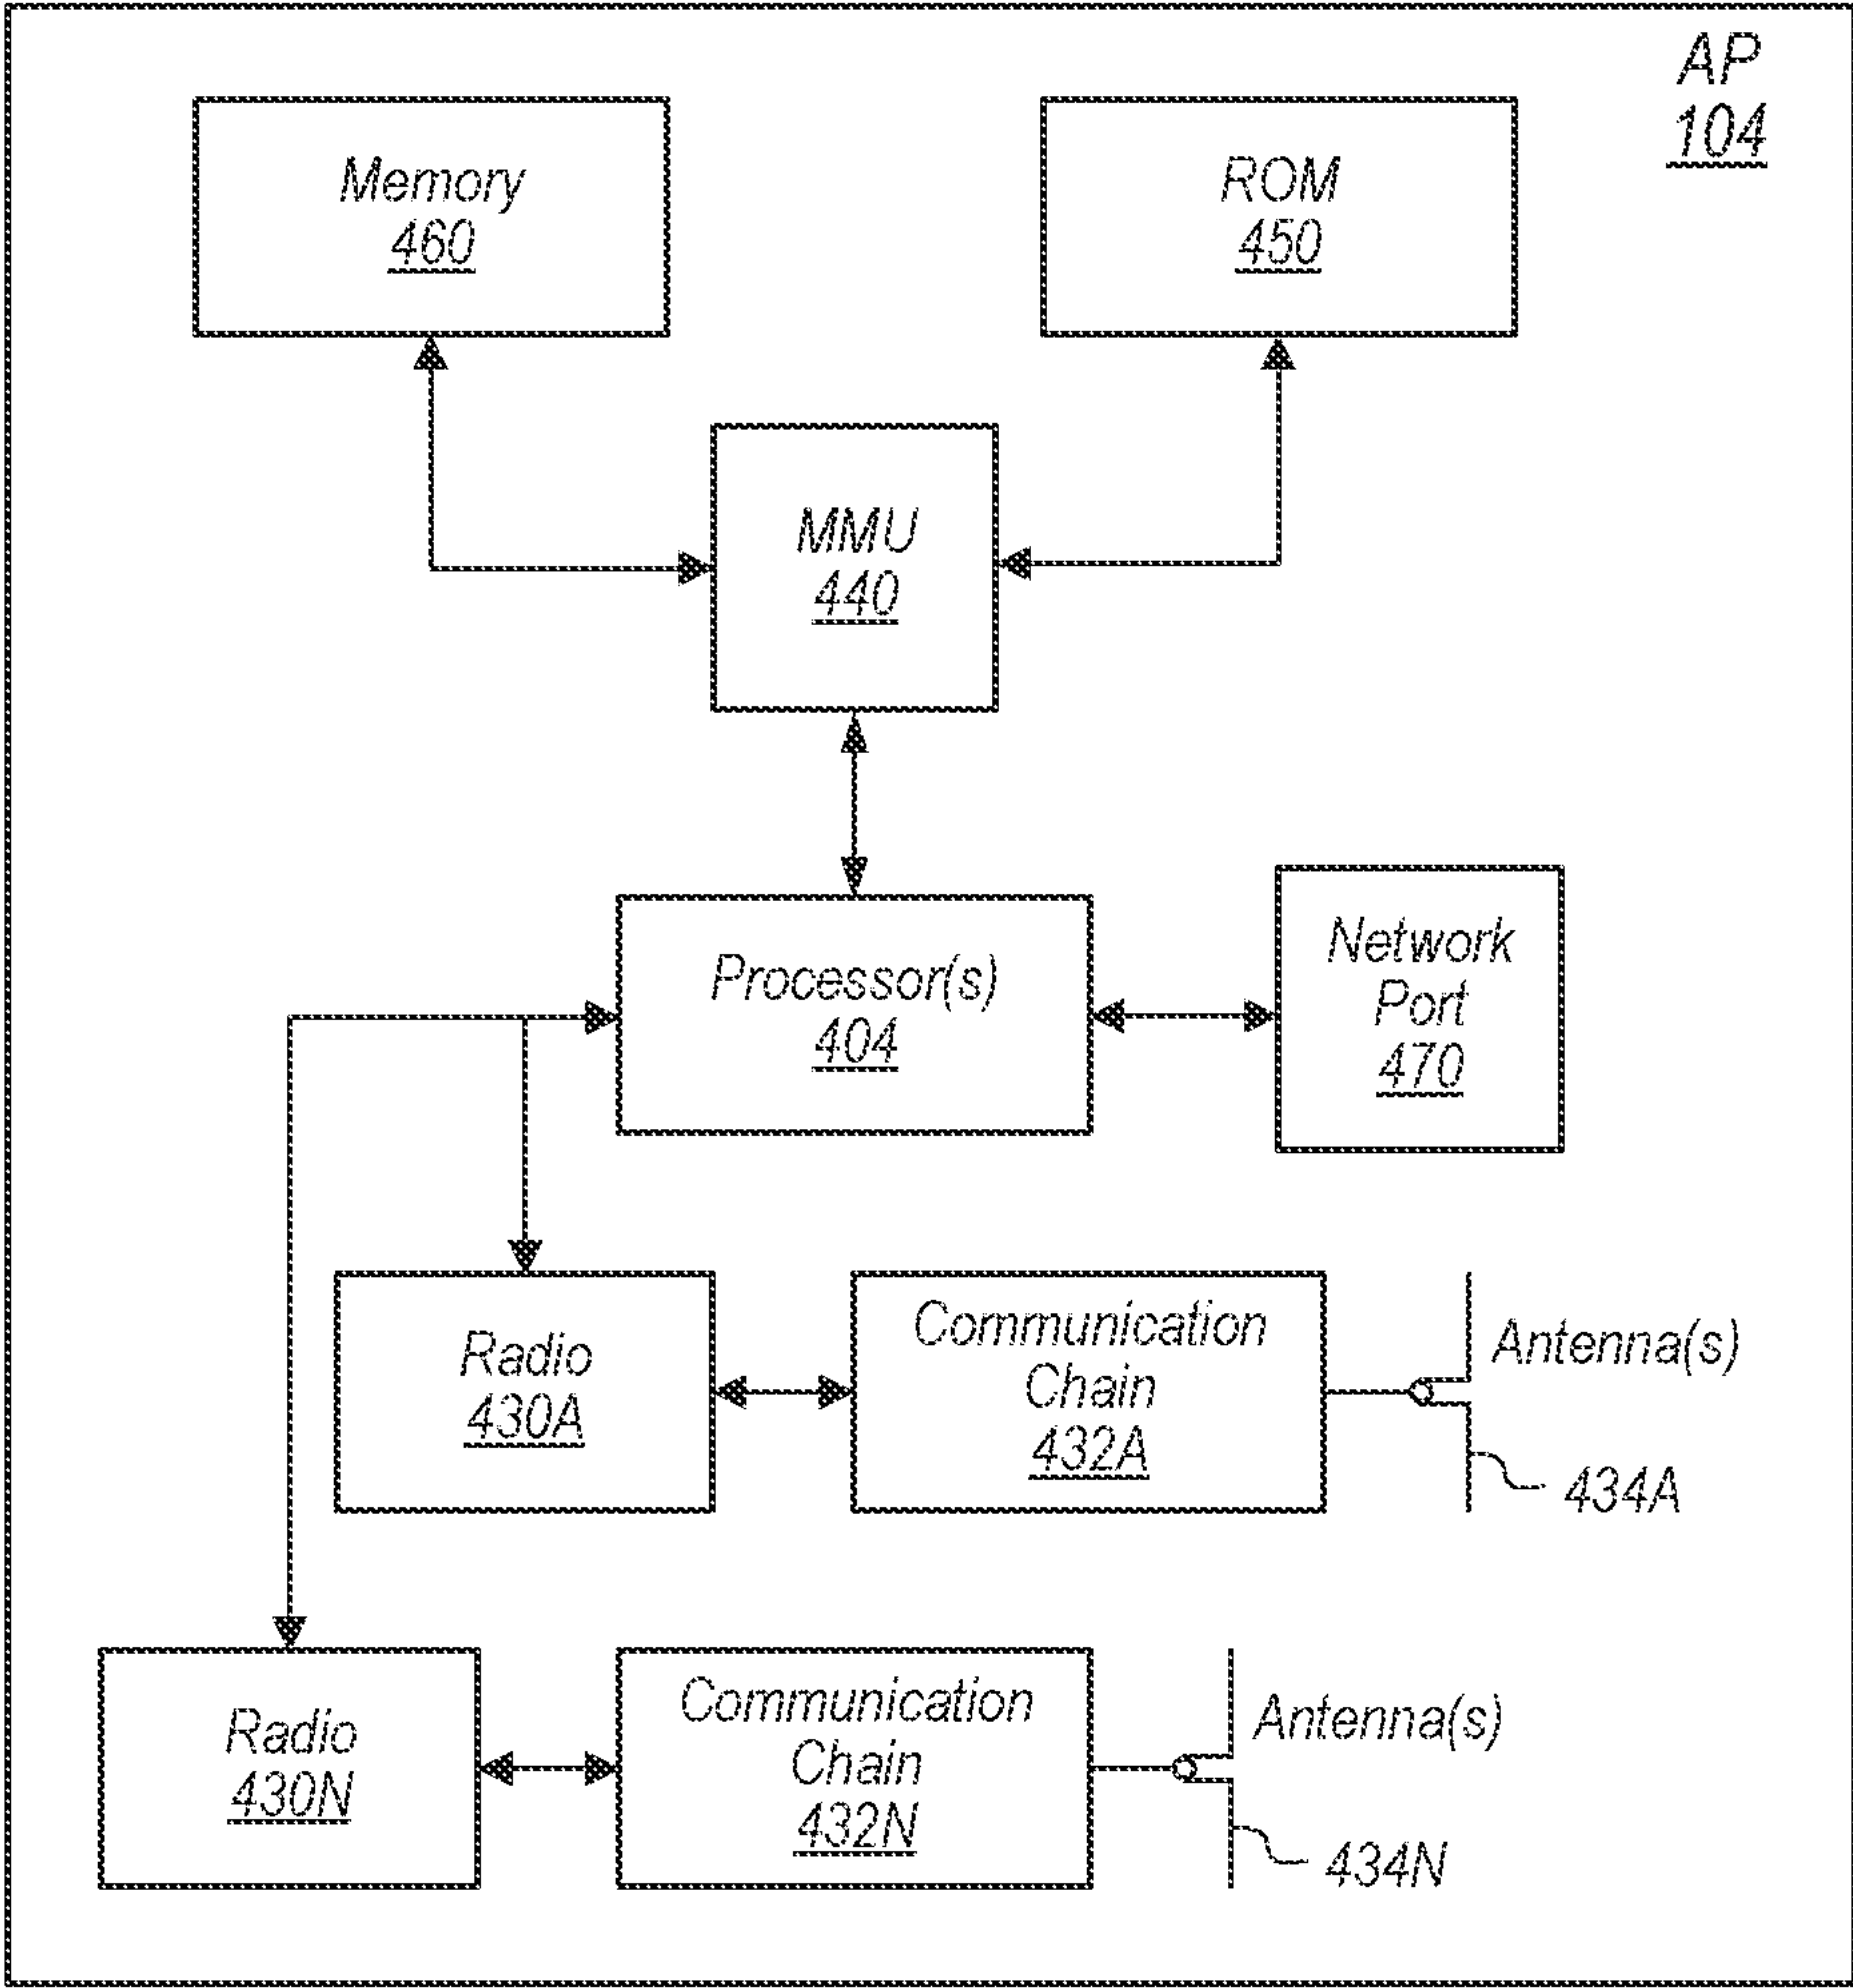 AP
104
Memory
460
ROM
450
MMU
440
Processor(s)
404
Network
Port
470
Radio
430A
Communication
Chain
432A
Antenna(s)
434A
Radio
430N
Communication
Chain
432N
Antenna(s)
434N